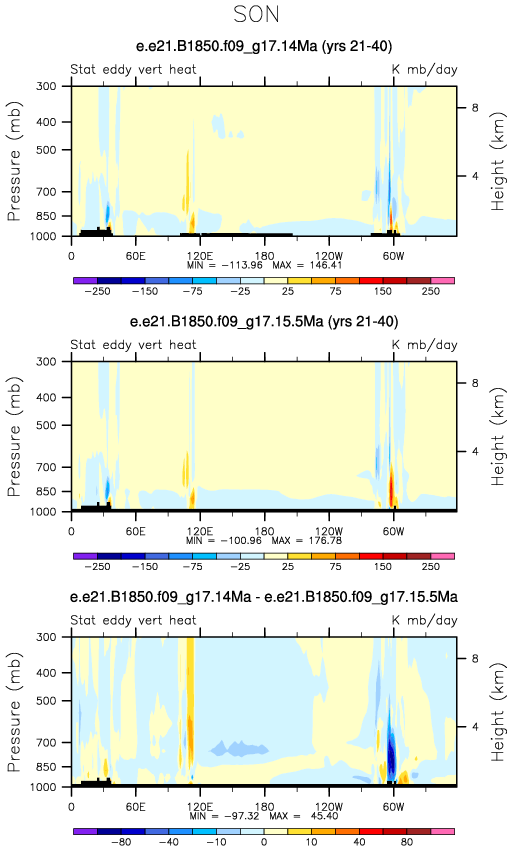 SON
e.e21.B1850.f09_g17.14Ma (yrs 21-40)
Stat eddy vert heat K mb/day
300
400
500
700
850
1000
Pressure (mb)
8
4
Height (km)
0 60E 120E 180 120W 60W
MIN = -113.96 MAX = 146.41
-250 -150 -75 -25 25 75 150 250
e.e21.B1850.f09_g17.15.5Ma (yrs 21-40)
Stat eddy vert heat K mb/day
300
400
500
700
850
1000
Pressure (mb)
8
4
Height (km)
0 60E 120E 180 120W 60W
MIN = -100.96 MAX = 176.78
-250 -150 -75 -25 25 75 150 250
e.e21.B1850.f09_g17.14Ma - e.e21.B1850.f09_g17.15.5Ma
Stat eddy vert heat K mb/day
300
400
500
700
850
1000
Pressure (mb)
8
4
Height (km)
0 60E 120E 180 120W 60W
MIN = -97.32 MAX = 45.40
-80 -40 -10 0 10 40 80